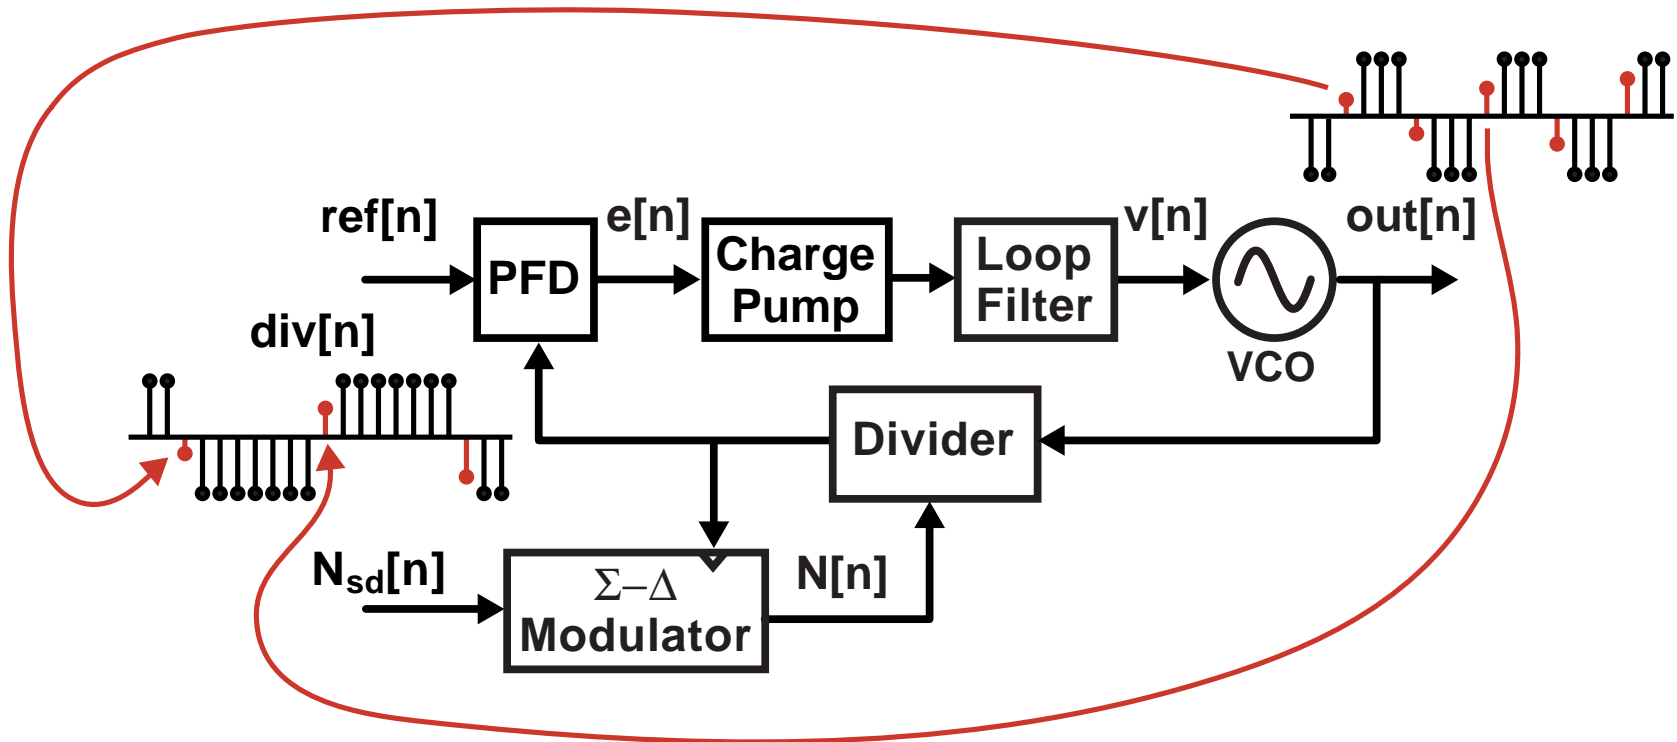 ref[n]
e[n]
v[n]
out[n]
PFD
Charge
Pump
Loop
Filter
VCO
div[n]
Divider
N[n]
Nsd[n]
Σ−Δ
Modulator